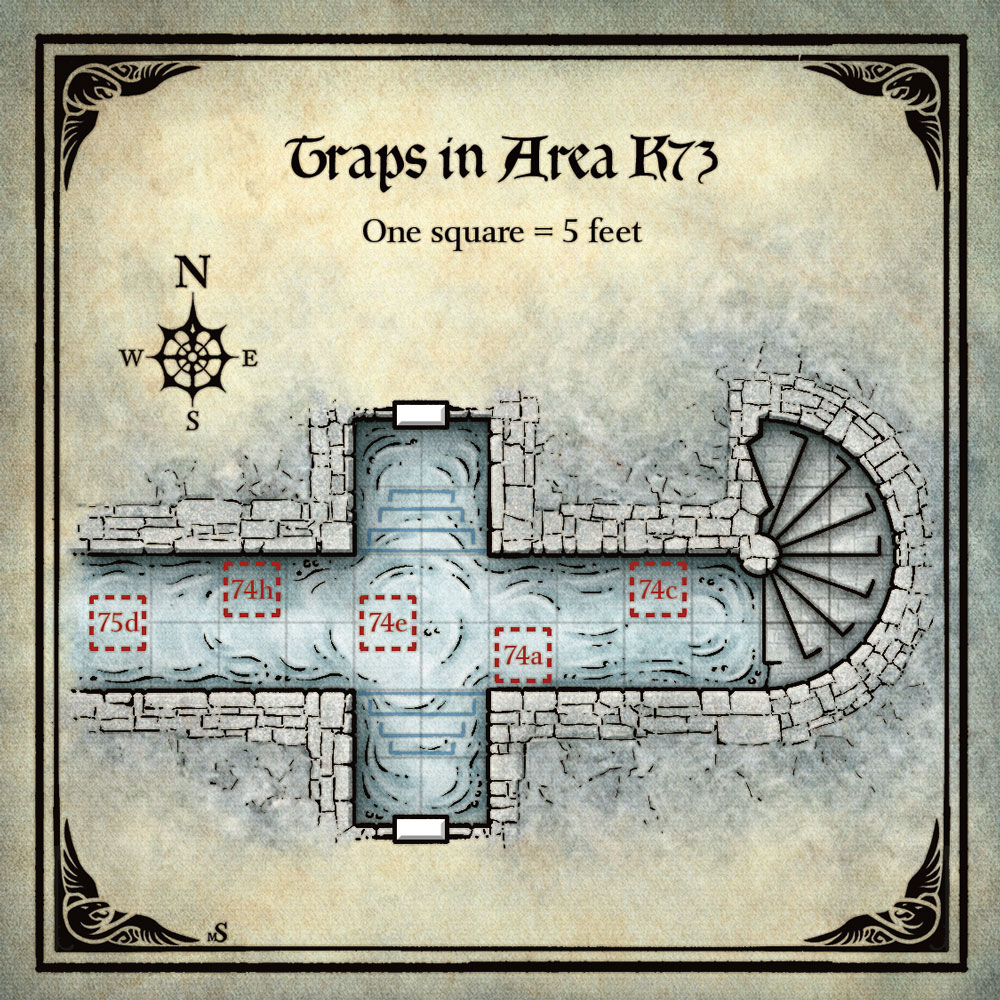 Traps in Area K73
One square = 5 feet
N
W E
S
74h
74c
75d
74e
74a
MS